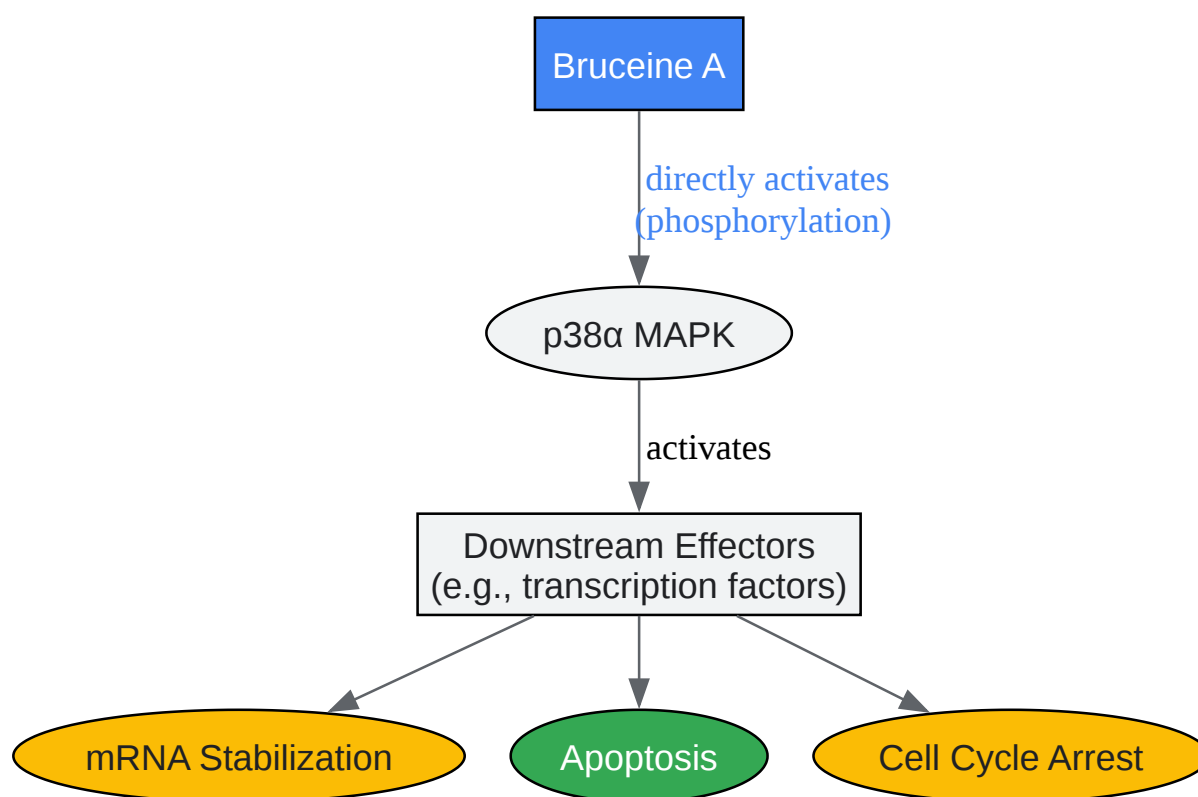 Bruceine A
directly activates
(phosphorylation)
p38α MAPK
activates
Downstream Effectors
(e.g., transcription factors)
mRNA Stabilization
Apoptosis
Cell Cycle Arrest